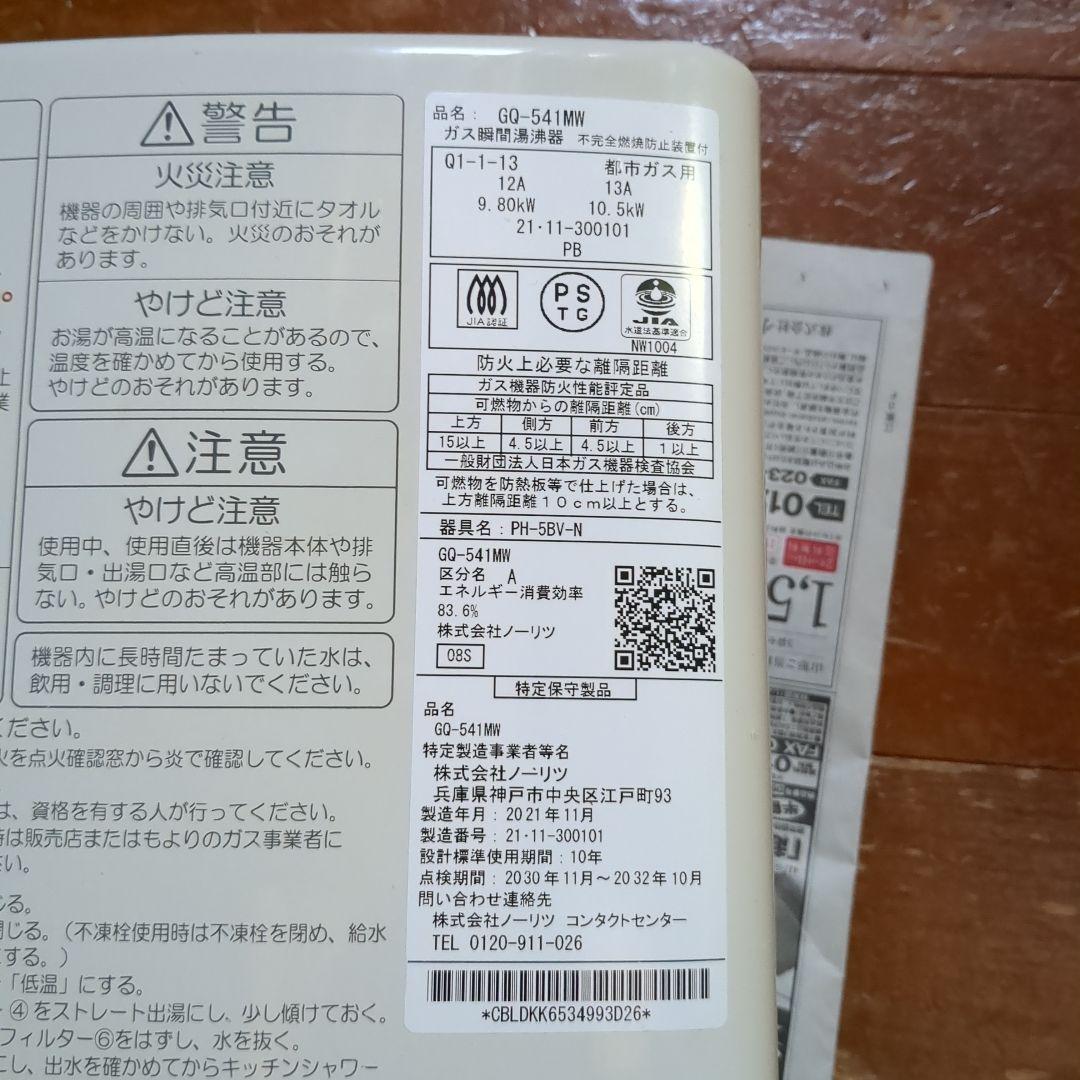 警告
火災注意
機器の周囲や排気口付近にタオル
などをかけない。火災のおそれが
あります。
やけど注意
お湯が高温になることがあるので、
温度を確かめてから使用する。
やけどのおそれがあります。
注意
やけど注意
使用中、使用直後は機器本体や排
気口・出湯口など高温部には触ら
ない。やけどのおそれがあります。
機器内に長時間たまっていた水は、
飲用・調理に用いないでください。
ください。
火を点火確認窓から炎で確認してください。
は、資格を有する人が行ってください。
時は販売店またはもよりのガス事業者に
さい。
じる。
閉じる。(不凍栓使用時は不凍栓を閉め、給水
にする。)
「低温」にする。
④をストレート出湯にし、少し傾けておく。
フィルター⑥をはずし、水を抜く。
にし、出水を確かめてからキッチンシャワー
品名: GQ-541MW
ガス瞬間湯沸器 不完全燃焼防止装置付
Q1-1-13 都市ガス用
12A 13A
9.80kW 10.5kW
21・11-300101
PB
JIA認証
PS
TG
JIA
水道法基準適合
NW1004
防火上必要な離隔距離
ガス機器防火性能評定品
可燃物からの離隔距離(cm)
上方 側方 前方 後方
15以上 4.5以上 4.5以上 1以上
一般財団法人日本ガス機器検査協会
可燃物を防熱板等で仕上げた場合は、
上方離隔距離10cm以上とする。
器具名: PH-5BV-N
GQ-541MW
区分名 A
エネルギー消費効率
83.6%
株式会社ノーリツ
08S
特定保守製品
品名
GQ-541MW
特定製造事業者等名
株式会社ノーリツ
兵庫県神戸市中央区江戸町93
製造年月: 2021年11月
製造番号: 21・11-300101
設計標準使用期間: 10年
点検期間: 2030年11月～2032年10月
問い合わせ連絡先
株式会社ノーリツ コンタクトセンター
TEL 0120-911-026
*CBLDKK6534993D26*
株式会社
FAX 023
TEL 01
1,5
FAX